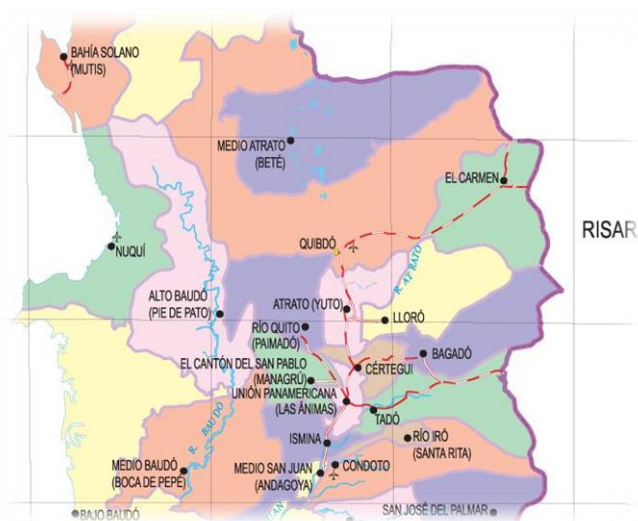 BAHÍA SOLANO
(MUTIS)
MEDIO ATRATO
(BETÉ)
EL CARMEN
RISAR
QUIBDÓ
NUQUÍ
R. ATRATO
ALTO BAUDÓ
(PIE DE PATO)
ATRATO (YUTO)
LLORÓ
RÍO QUITO
(PAIMADÓ)
BAGADÓ
EL CANTÓN DEL SAN PABLO
(MANAGRÚ)
CÉRTEGUI
UNIÓN PANAMERICANA
(LAS ÁNIMAS)
TADÓ
R. BAUDÓ
ISMINA
RÍO IRÓ
(SANTA RITA)
MEDIO BAUDÓ
(BOCA DE PEPÉ)
MEDIO SAN JUAN
(ANDAGOYA)
CONDOTO
BAJO BAUDÓ
SAN JOSÉ DEL PALMAR